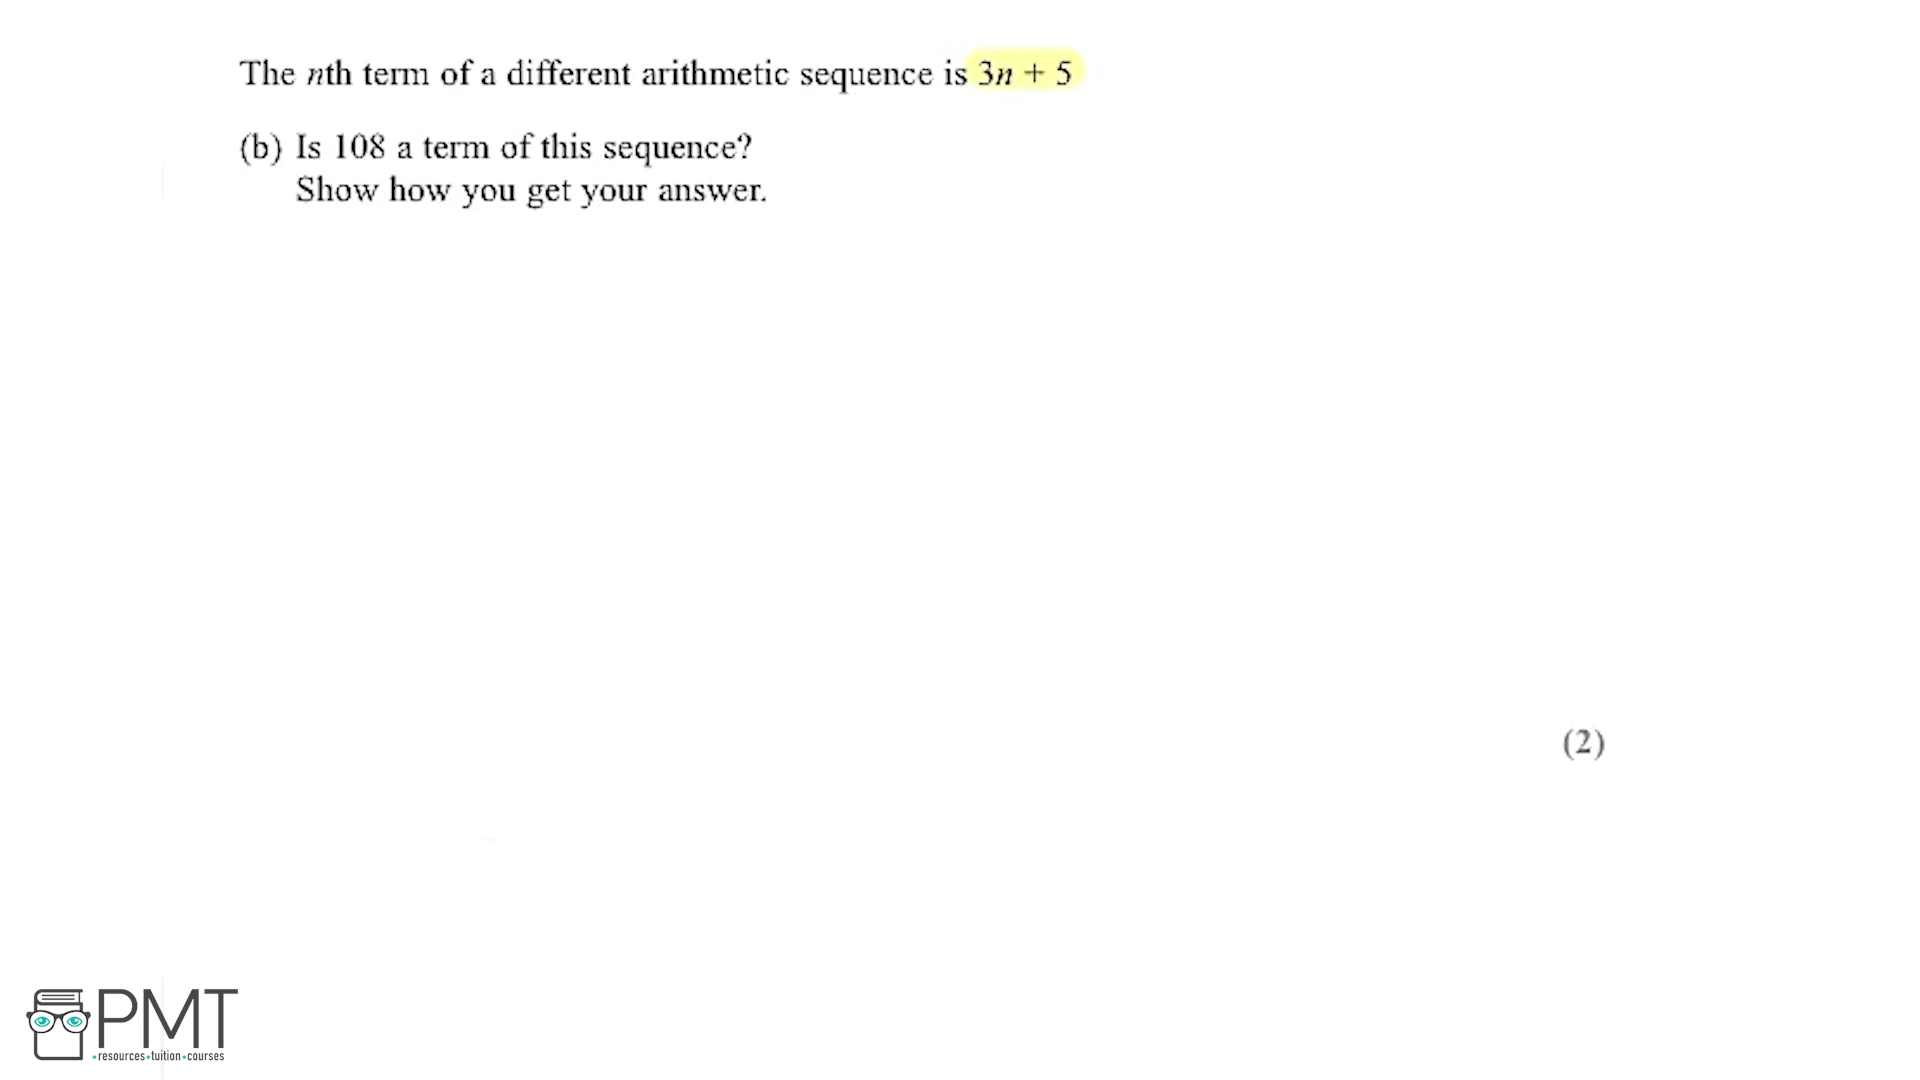 The nth term of a different arithmetic sequence is 3n + 5
(b) Is 108 a term of this sequence?
Show how you get your answer.
(2)
PMT
•resources•tuition•courses